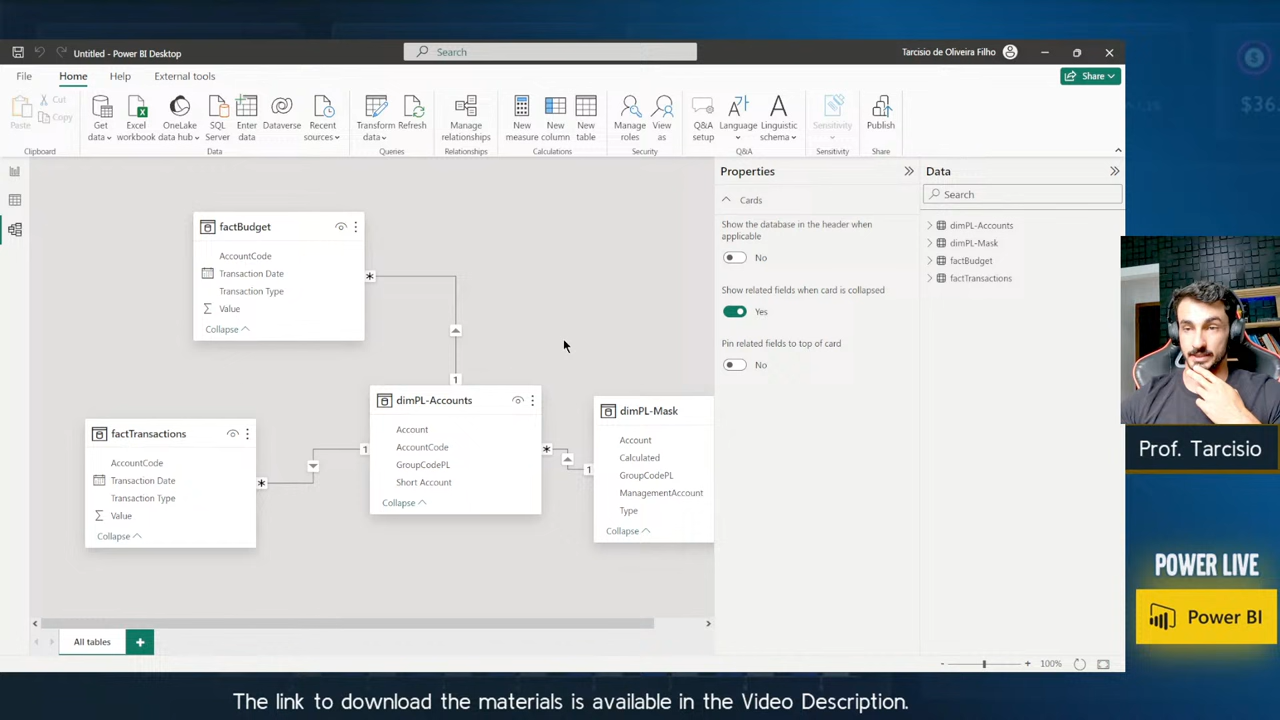 Untitled - Power BI Desktop
Search
Tarcisio de Oliveira Filho
File
Home
Help
External tools
Share
Paste
Cut
Copy
Get data
Excel workbook
OneLake data hub
SQL Server
Enter data
Dataverse
Recent sources
Transform data
Refresh
Manage relationships
New measure
New column
New table
Manage roles
View as
Q&A setup
Language
Linguistic schema
Sensitivity
Publish
Clipboard
Data
Queries
Relationships
Calculations
Security
Q&A
Sensitivity
Share
$36
factBudget
AccountCode
Transaction Date
Transaction Type
Value
Collapse
1
factTransactions
AccountCode
Transaction Date
Transaction Type
Value
Collapse
1
dimPL-Accounts
Account
AccountCode
GroupCodePL
Short Account
Collapse
1
dimPL-Mask
Account
Calculated
GroupCodePL
ManagementAccount
Type
Collapse
Properties
Cards
Show the database in the header when
applicable
No
Show related fields when card is collapsed
Yes
Pin related fields to top of card
No
Data
Search
dimPL-Accounts
dimPL-Mask
factBudget
factTransactions
All tables
100%
Prof. Tarcisio
POWER LIVE
Power BI
The link to download the materials is available in the Video Description.